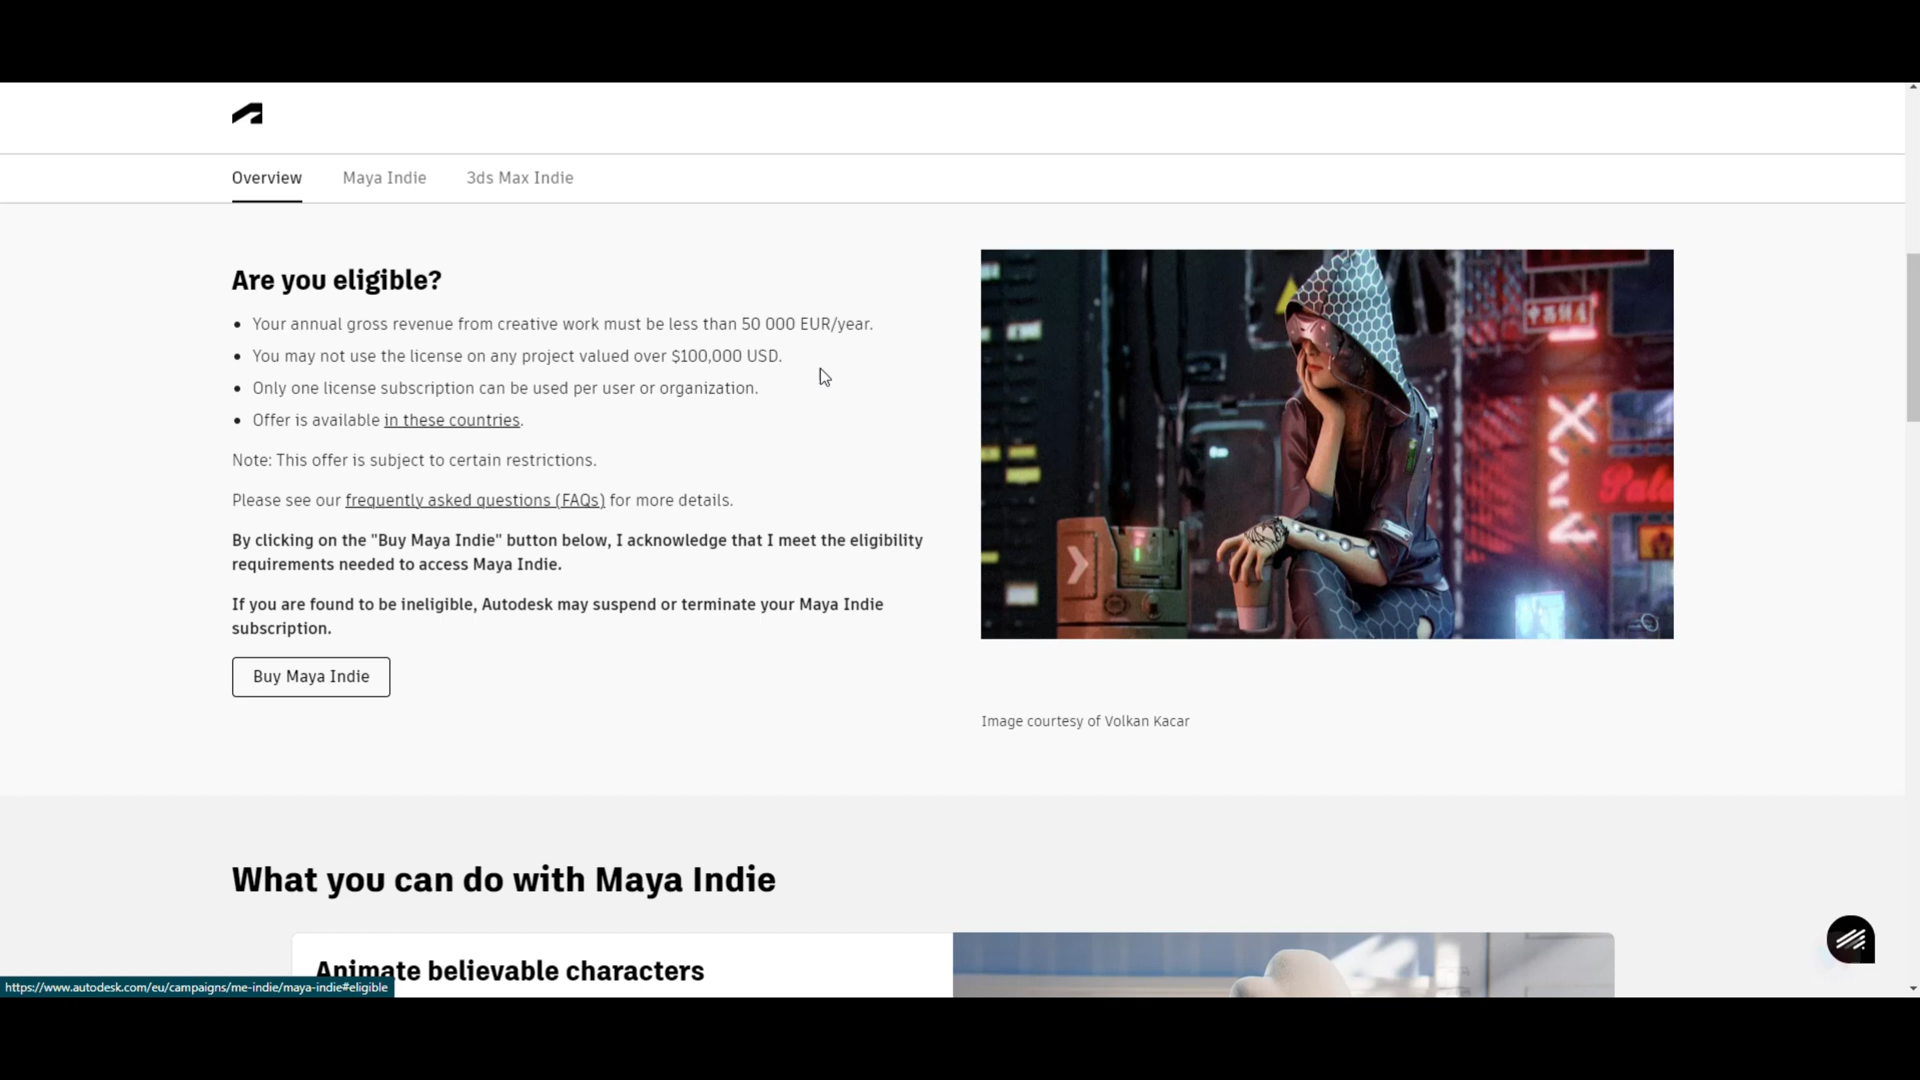 Overview Maya Indie 3ds Max Indie
Are you eligible?
Your annual gross revenue from creative work must be less than 50 000 EUR/year.
You may not use the license on any project valued over $100,000 USD.
Only one license subscription can be used per user or organization.
Offer is available in these countries.
Note: This offer is subject to certain restrictions.
Please see our frequently asked questions (FAQs) for more details.
By clicking on the "Buy Maya Indie" button below, I acknowledge that I meet the eligibility
requirements needed to access Maya Indie.
If you are found to be ineligible, Autodesk may suspend or terminate your Maya Indie
subscription.
Buy Maya Indie
Image courtesy of Volkan Kacar
What you can do with Maya Indie
Animate believable characters
https://www.autodesk.com/eu/campaigns/me-indie/maya-indie#eligible